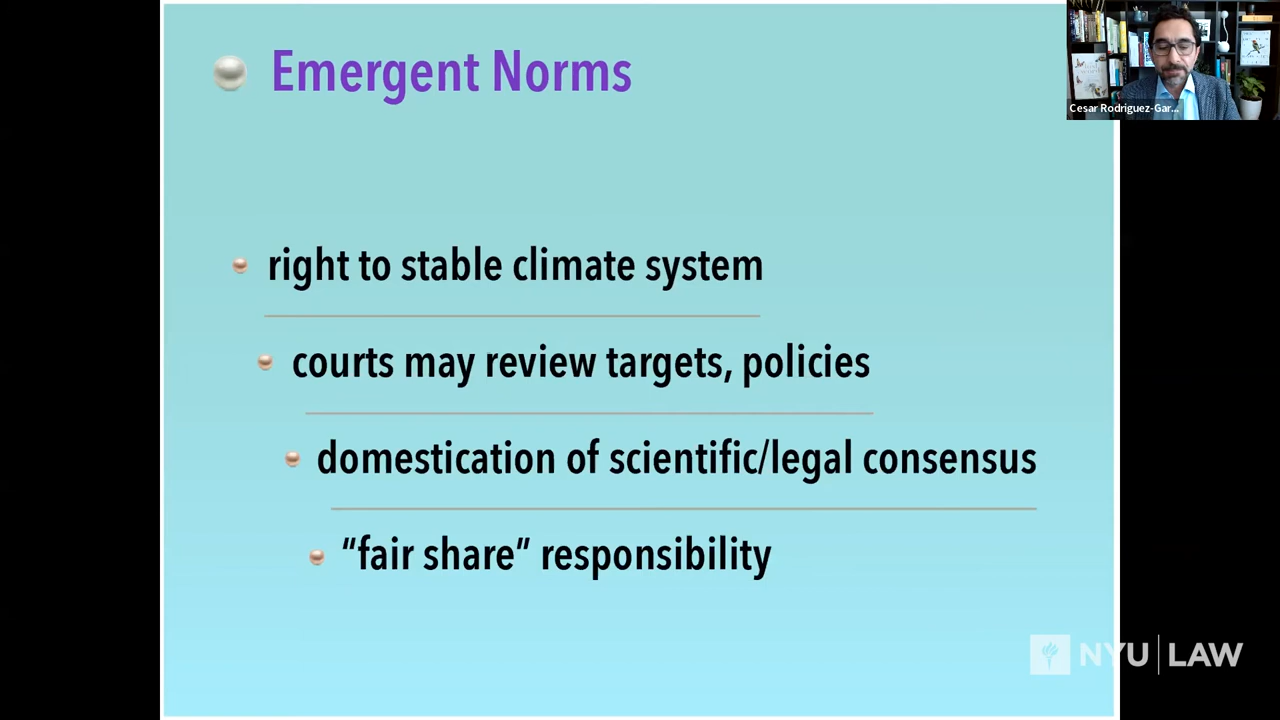 Emergent Norms
Cesar Rodriguez-Gar...
right to stable climate system
courts may review targets, policies
domestication of scientific/legal consensus
“fair share” responsibility
NYU | LAW